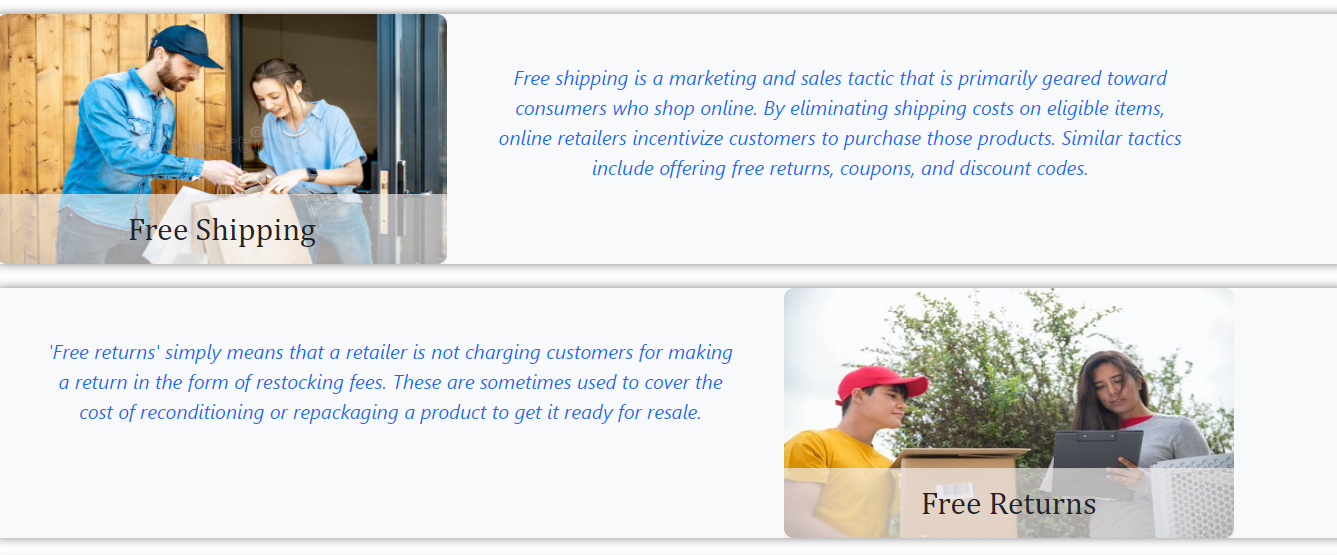 Free shipping is a marketing and sales tactic that is primarily geared toward
consumers who shop online. By eliminating shipping costs on eligible items,
online retailers incentivize customers to purchase those products. Similar tactics
include offering free returns, coupons, and discount codes.
Free Shipping
'Free returns' simply means that a retailer is not charging customers for making
a return in the form of restocking fees. These are sometimes used to cover the
cost of reconditioning or repackaging a product to get it ready for resale.
Free Returns